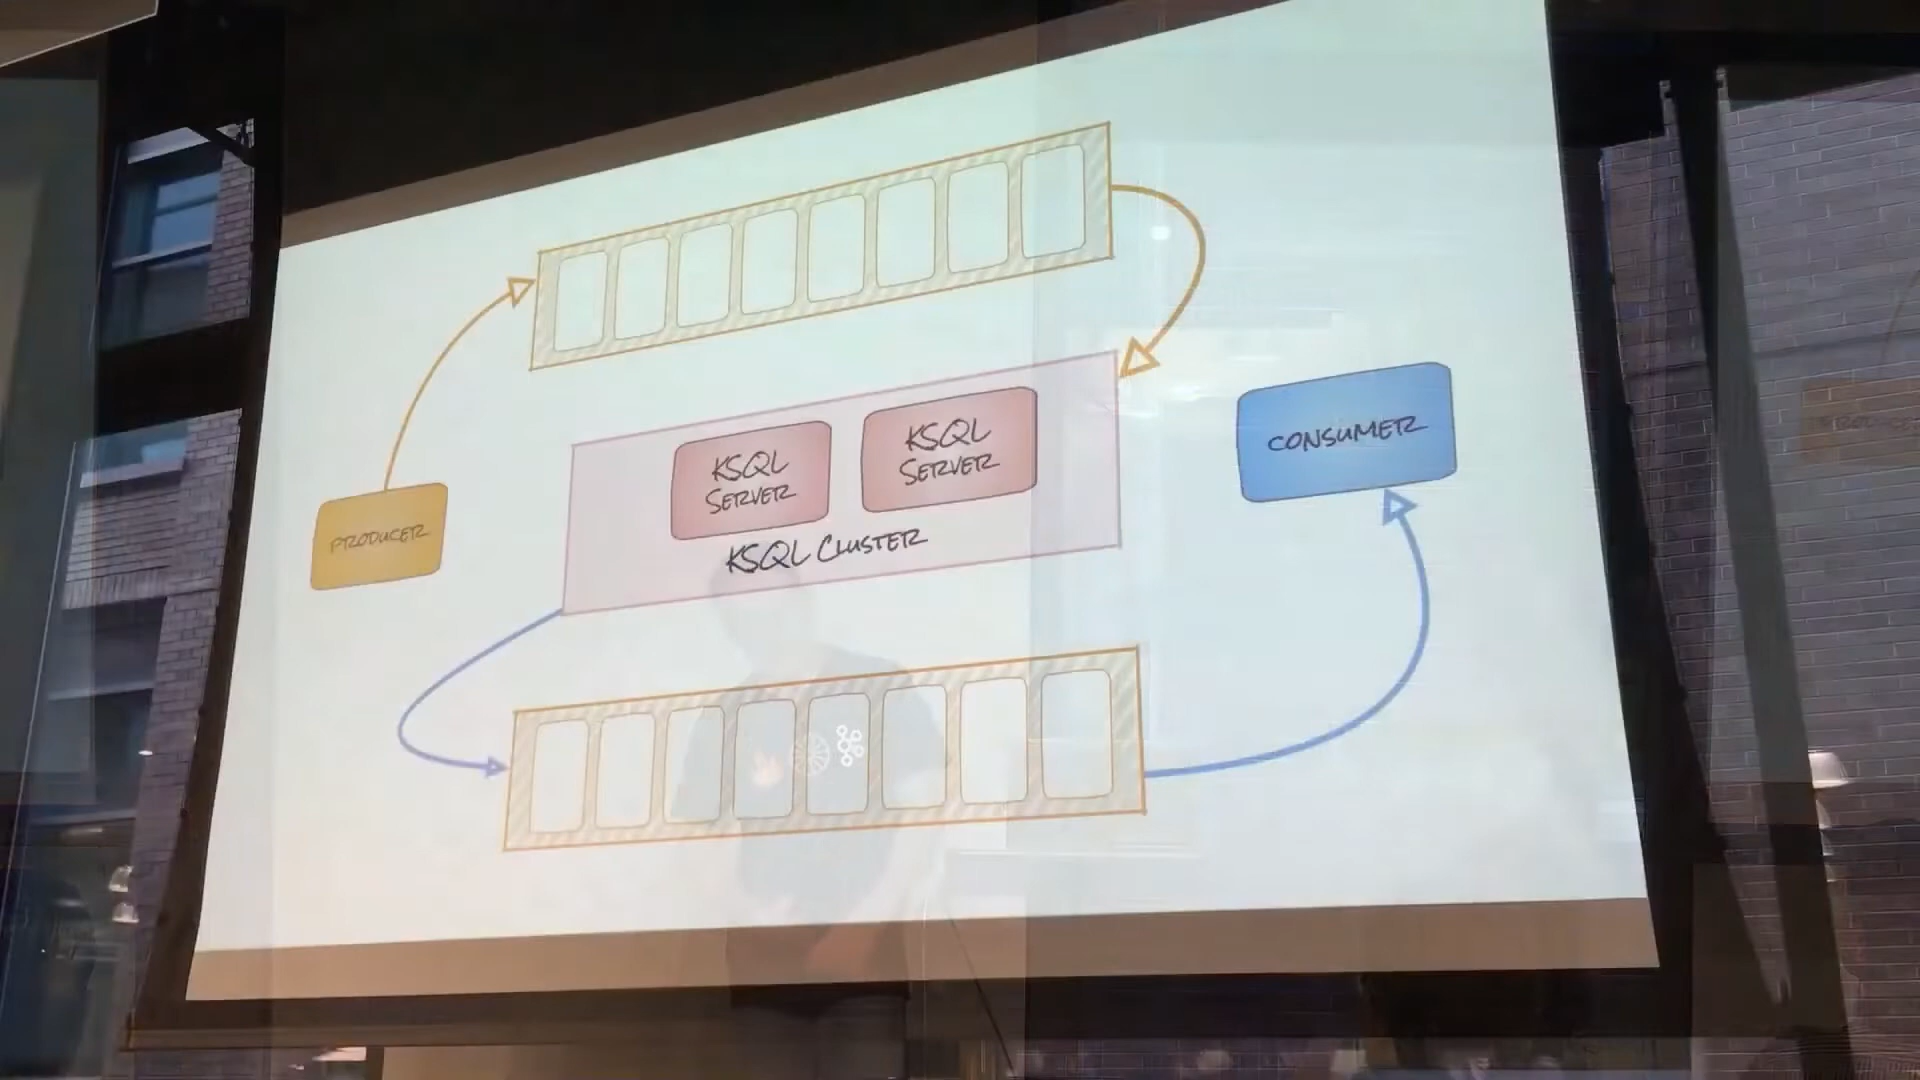 KSQL
SERVER
KSQL
SERVER
CONSUMER
PRODUCER
KSQL CLUSTER